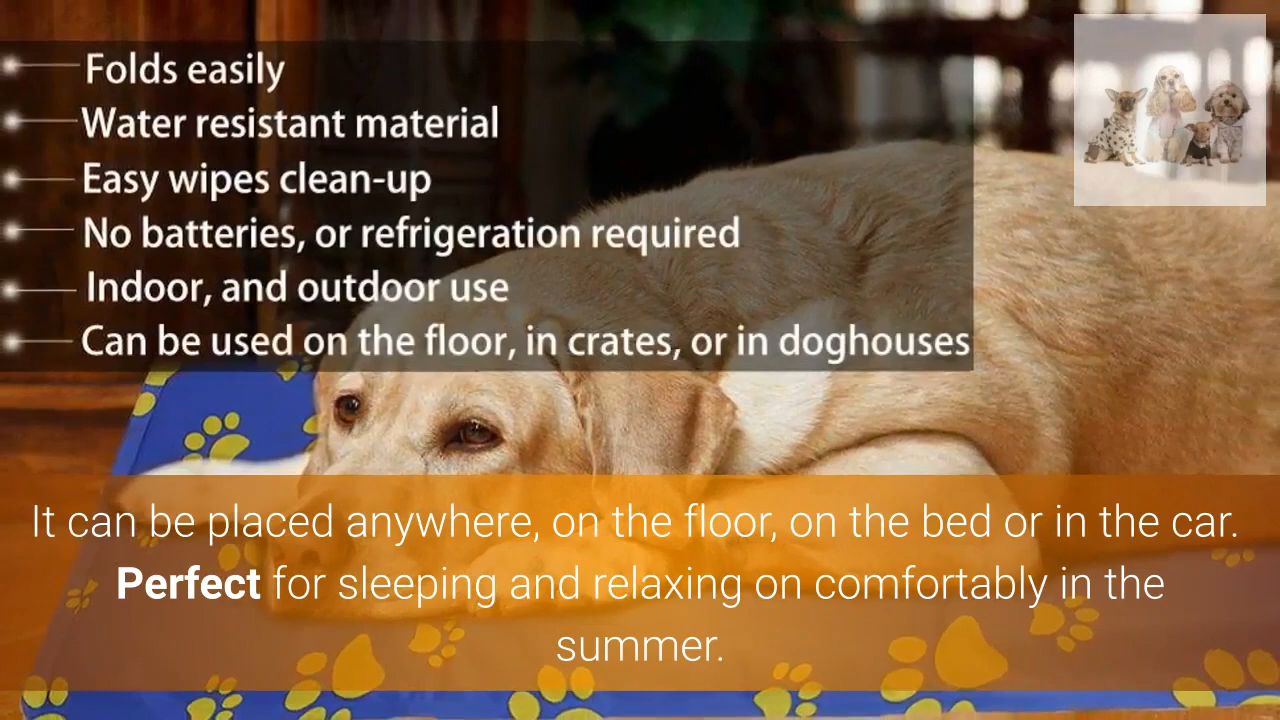 Folds easily
Water resistant material
Easy wipes clean-up
No batteries, or refrigeration required
Indoor, and outdoor use
Can be used on the floor, in crates, or in doghouses
It can be placed anywhere, on the floor, on the bed or in the car.
Perfect for sleeping and relaxing on comfortably in the
summer.